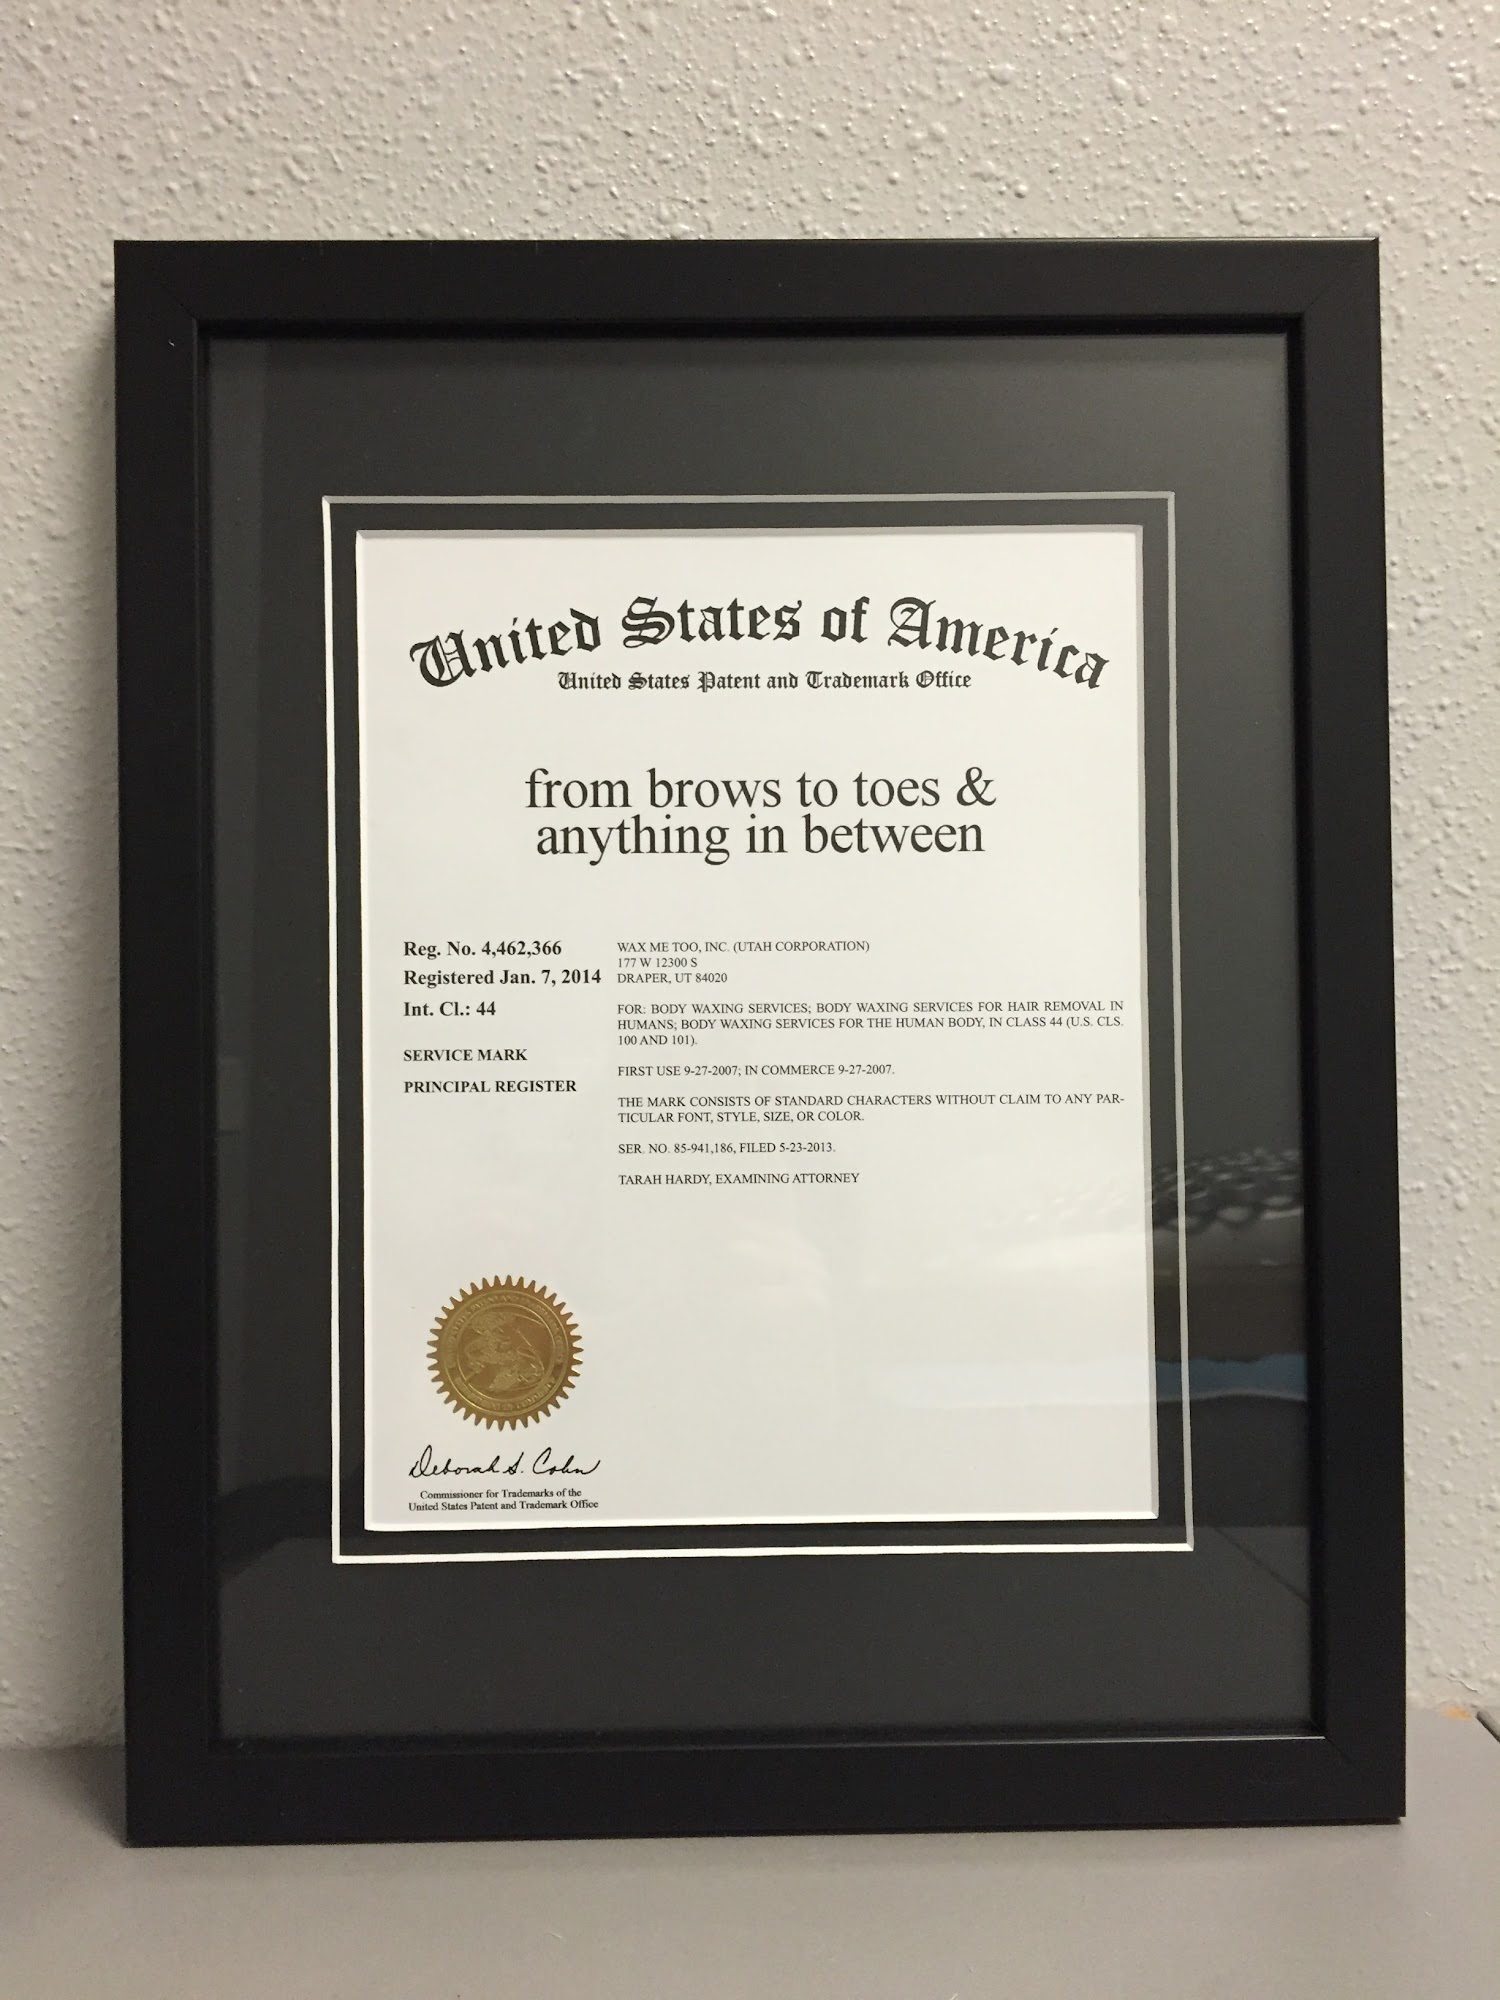 United States of America
United States Patent and Trademark Office
from brows to toes &
anything in between
Reg. No. 4,462,366
Registered Jan. 7, 2014
Int. Cl.: 44
SERVICE MARK
PRINCIPAL REGISTER
WAX ME TOO, INC. (UTAH CORPORATION)
177 W 12300 S
DRAPER, UT 84020
FOR: BODY WAXING SERVICES; BODY WAXING SERVICES FOR HAIR REMOVAL IN
HUMANS; BODY WAXING SERVICES FOR THE HUMAN BODY, IN CLASS 44 (U.S. CLS.
100 AND 101).
FIRST USE 9-27-2007; IN COMMERCE 9-27-2007.
THE MARK CONSISTS OF STANDARD CHARACTERS WITHOUT CLAIM TO ANY PAR-
TICULAR FONT, STYLE, SIZE, OR COLOR.
SER. NO. 85-941,186, FILED 5-23-2013.
TARAH HARDY, EXAMINING ATTORNEY
Deborah S. Cohn
Commissioner for Trademarks of the
United States Patent and Trademark Office